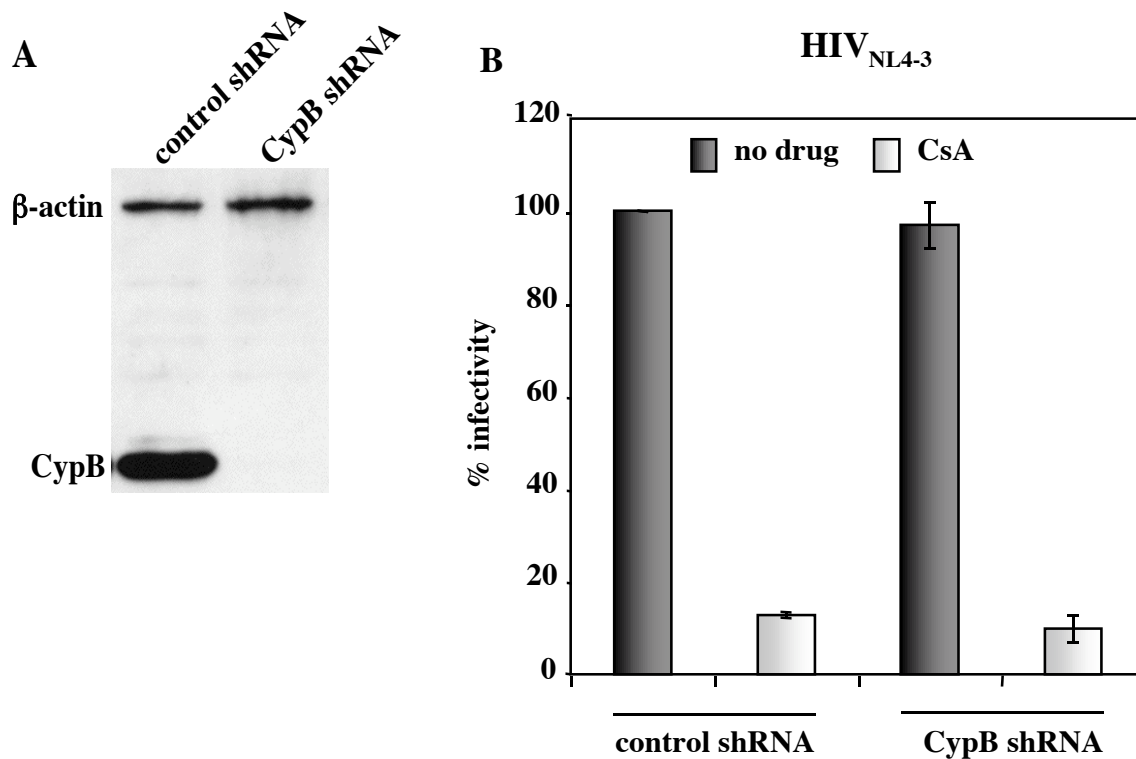 A
control shRNA
CypB shRNA
β-actin
CypB
B
HIVNL4-3
120
100
80
60
40
20
0
% infectivity
no drug
CsA
control shRNA
CypB shRNA